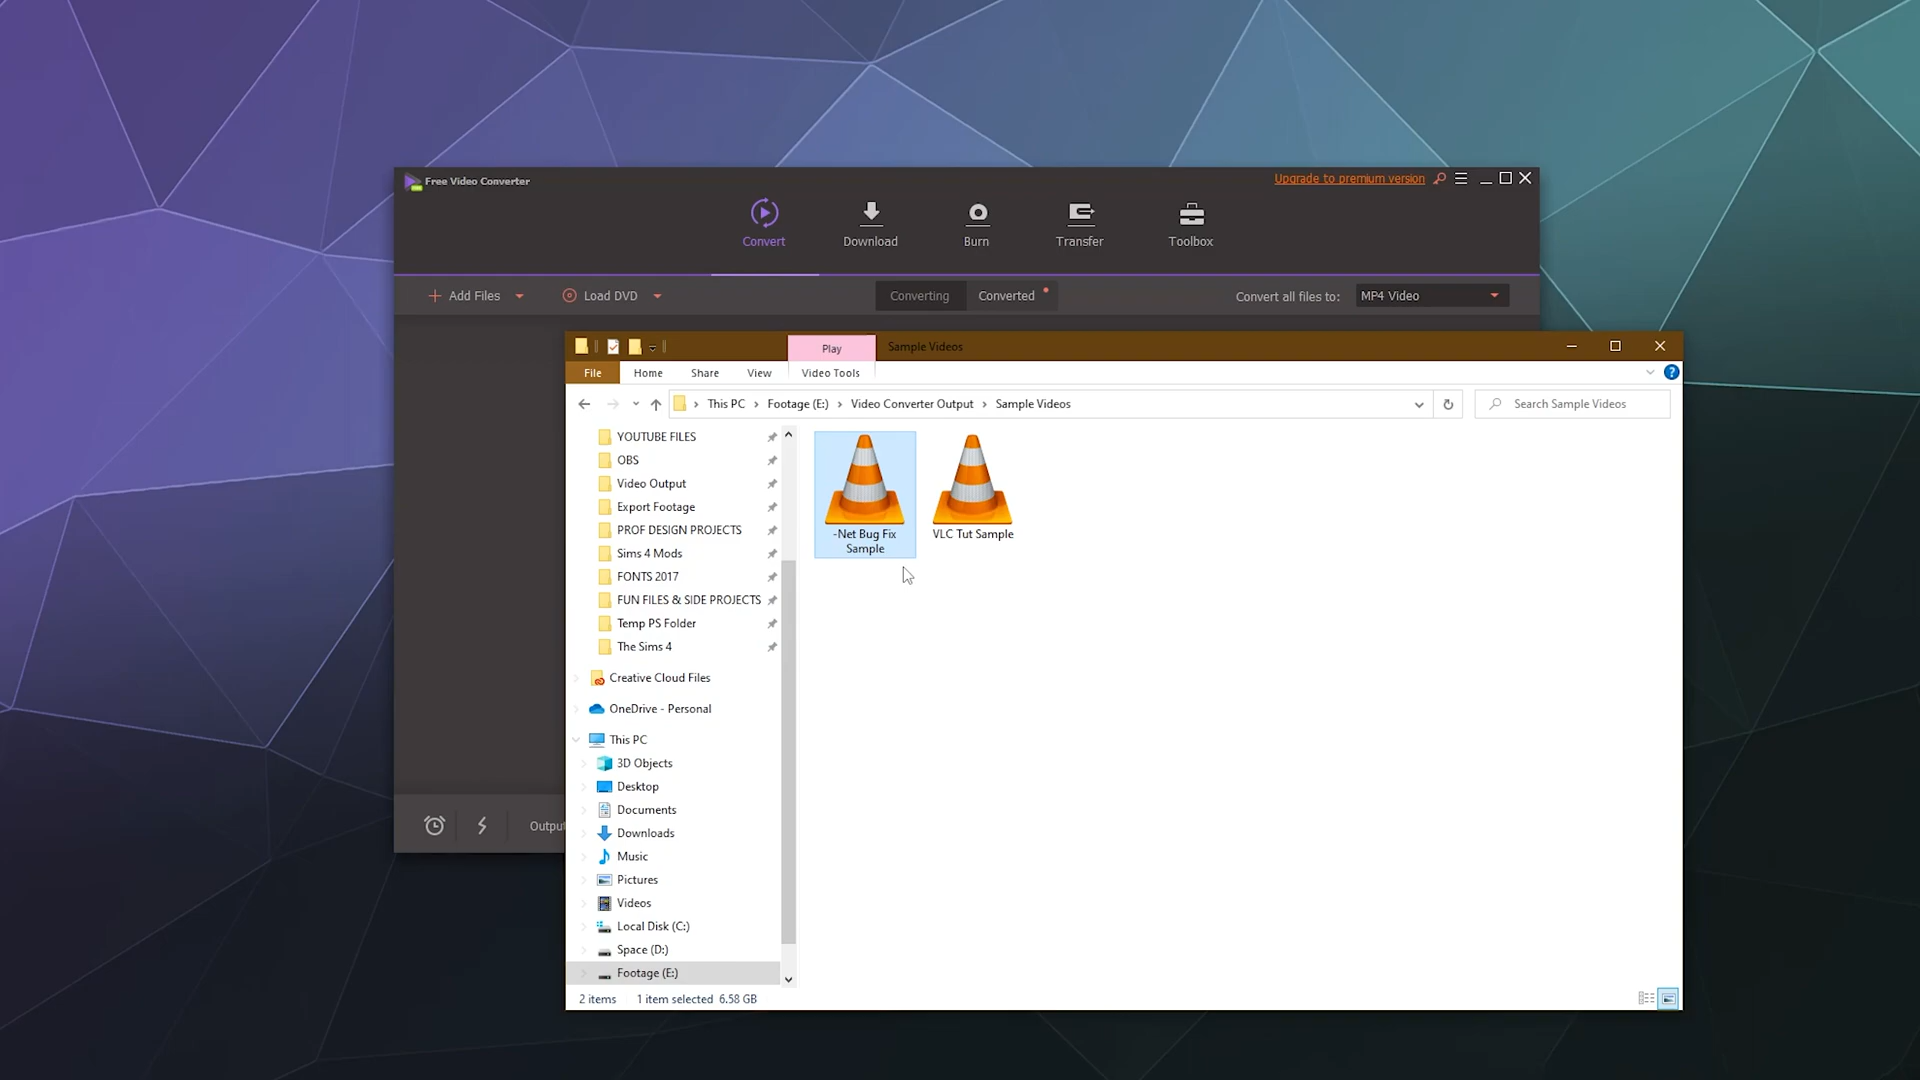 Free Video Converter
Upgrade to premium version
Convert
Download
Burn
Transfer
Toolbox
Add Files
Load DVD
Converting
Converted
Convert all files to:
MP4 Video
Play
Sample Videos
File
Home
Share
View
Video Tools
This PC > Footage (E:) > Video Converter Output > Sample Videos
Search Sample Videos
YOUTUBE FILES
OBS
Video Output
Export Footage
PROF DESIGN PROJECTS
Sims 4 Mods
FONTS 2017
FUN FILES & SIDE PROJECTS
Temp PS Folder
The Sims 4
Creative Cloud Files
OneDrive - Personal
This PC
3D Objects
Desktop
Documents
Downloads
Music
Pictures
Videos
Local Disk (C:)
Space (D:)
Footage (E:)
-Net Bug Fix
Sample
VLC Tut Sample
Output
2 items
1 item selected 6.58 GB